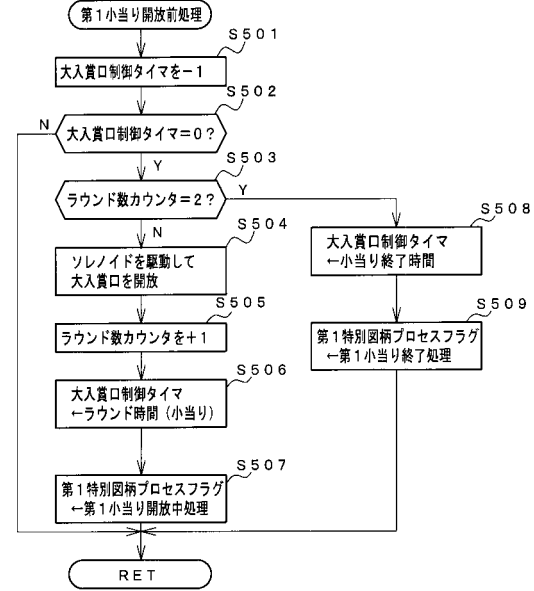 第1小当り開放前処理
S501
大入賞口制御タイマを－1
S502
大入賞口制御タイマ＝0？
N
Y
S503
ラウンド数カウンタ＝2？
Y
N
S504
ソレノイドを駆動して
大入賞口を開放
S505
ラウンド数カウンタを＋1
S506
大入賞口制御タイマ
←ラウンド時間（小当り）
S507
第1特別図柄プロセスフラグ
←第1小当り開放中処理
S508
大入賞口制御タイマ
←小当り終了時間
S509
第1特別図柄プロセスフラグ
←第1小当り終了処理
RET